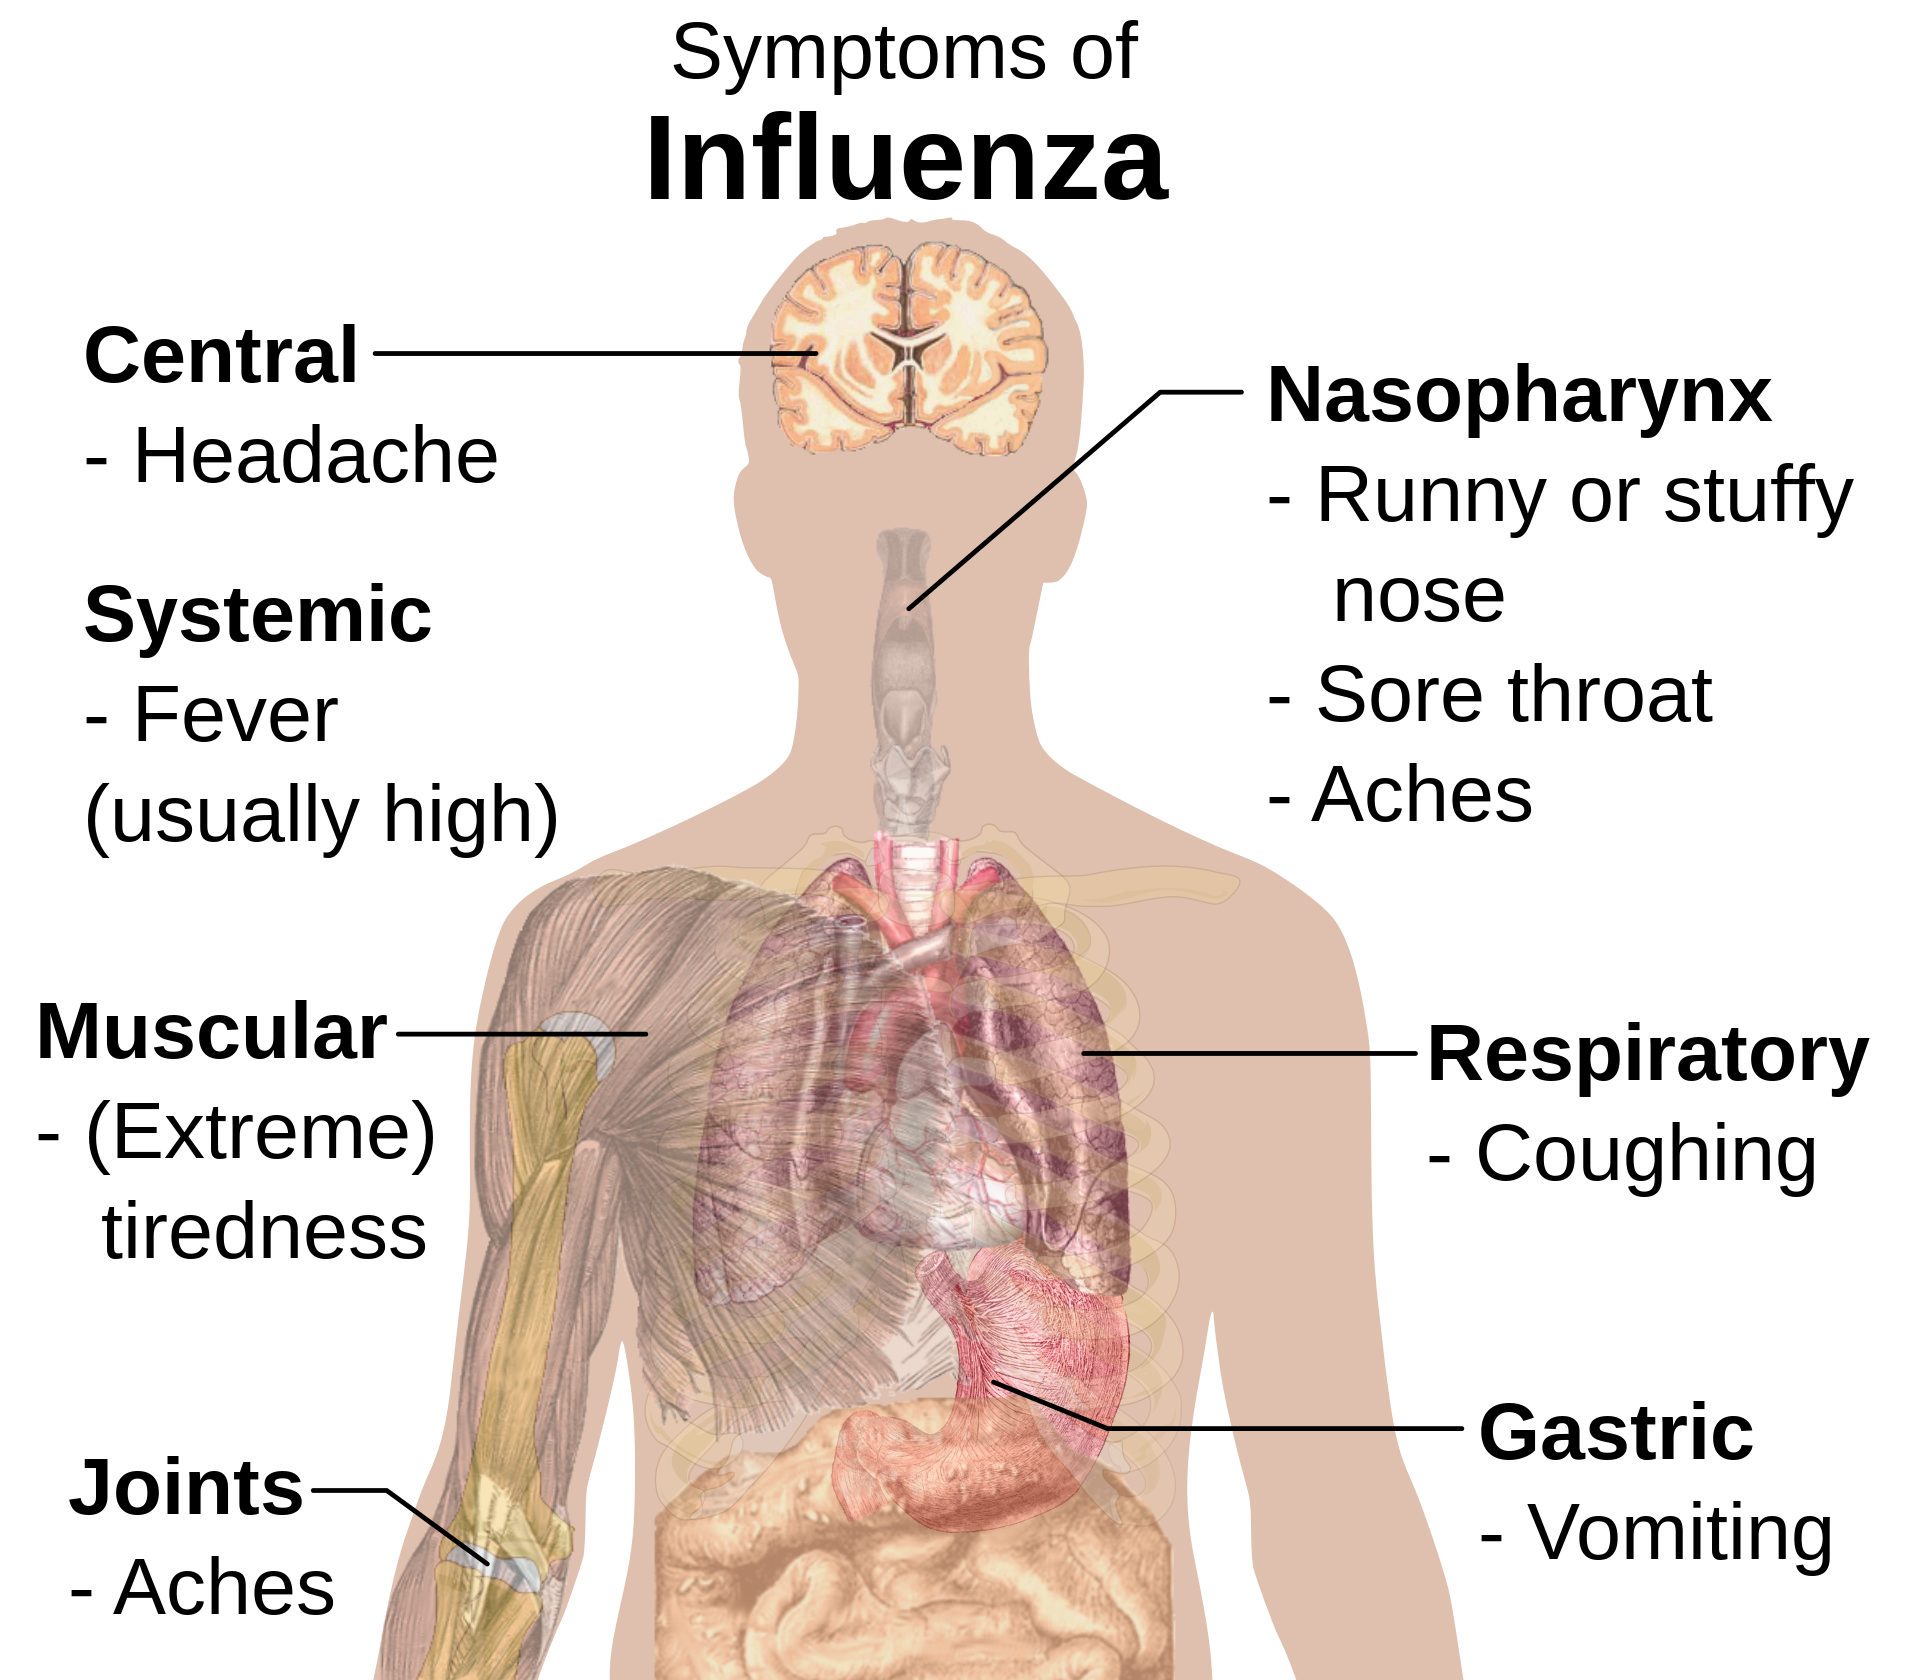 Symptoms of
Influenza
Central
- Headache
Systemic
- Fever
(usually high)
Muscular
- (Extreme)
tiredness
Joints
- Aches
Nasopharynx
- Runny or stuffy
nose
- Sore throat
- Aches
Respiratory
- Coughing
Gastric
- Vomiting